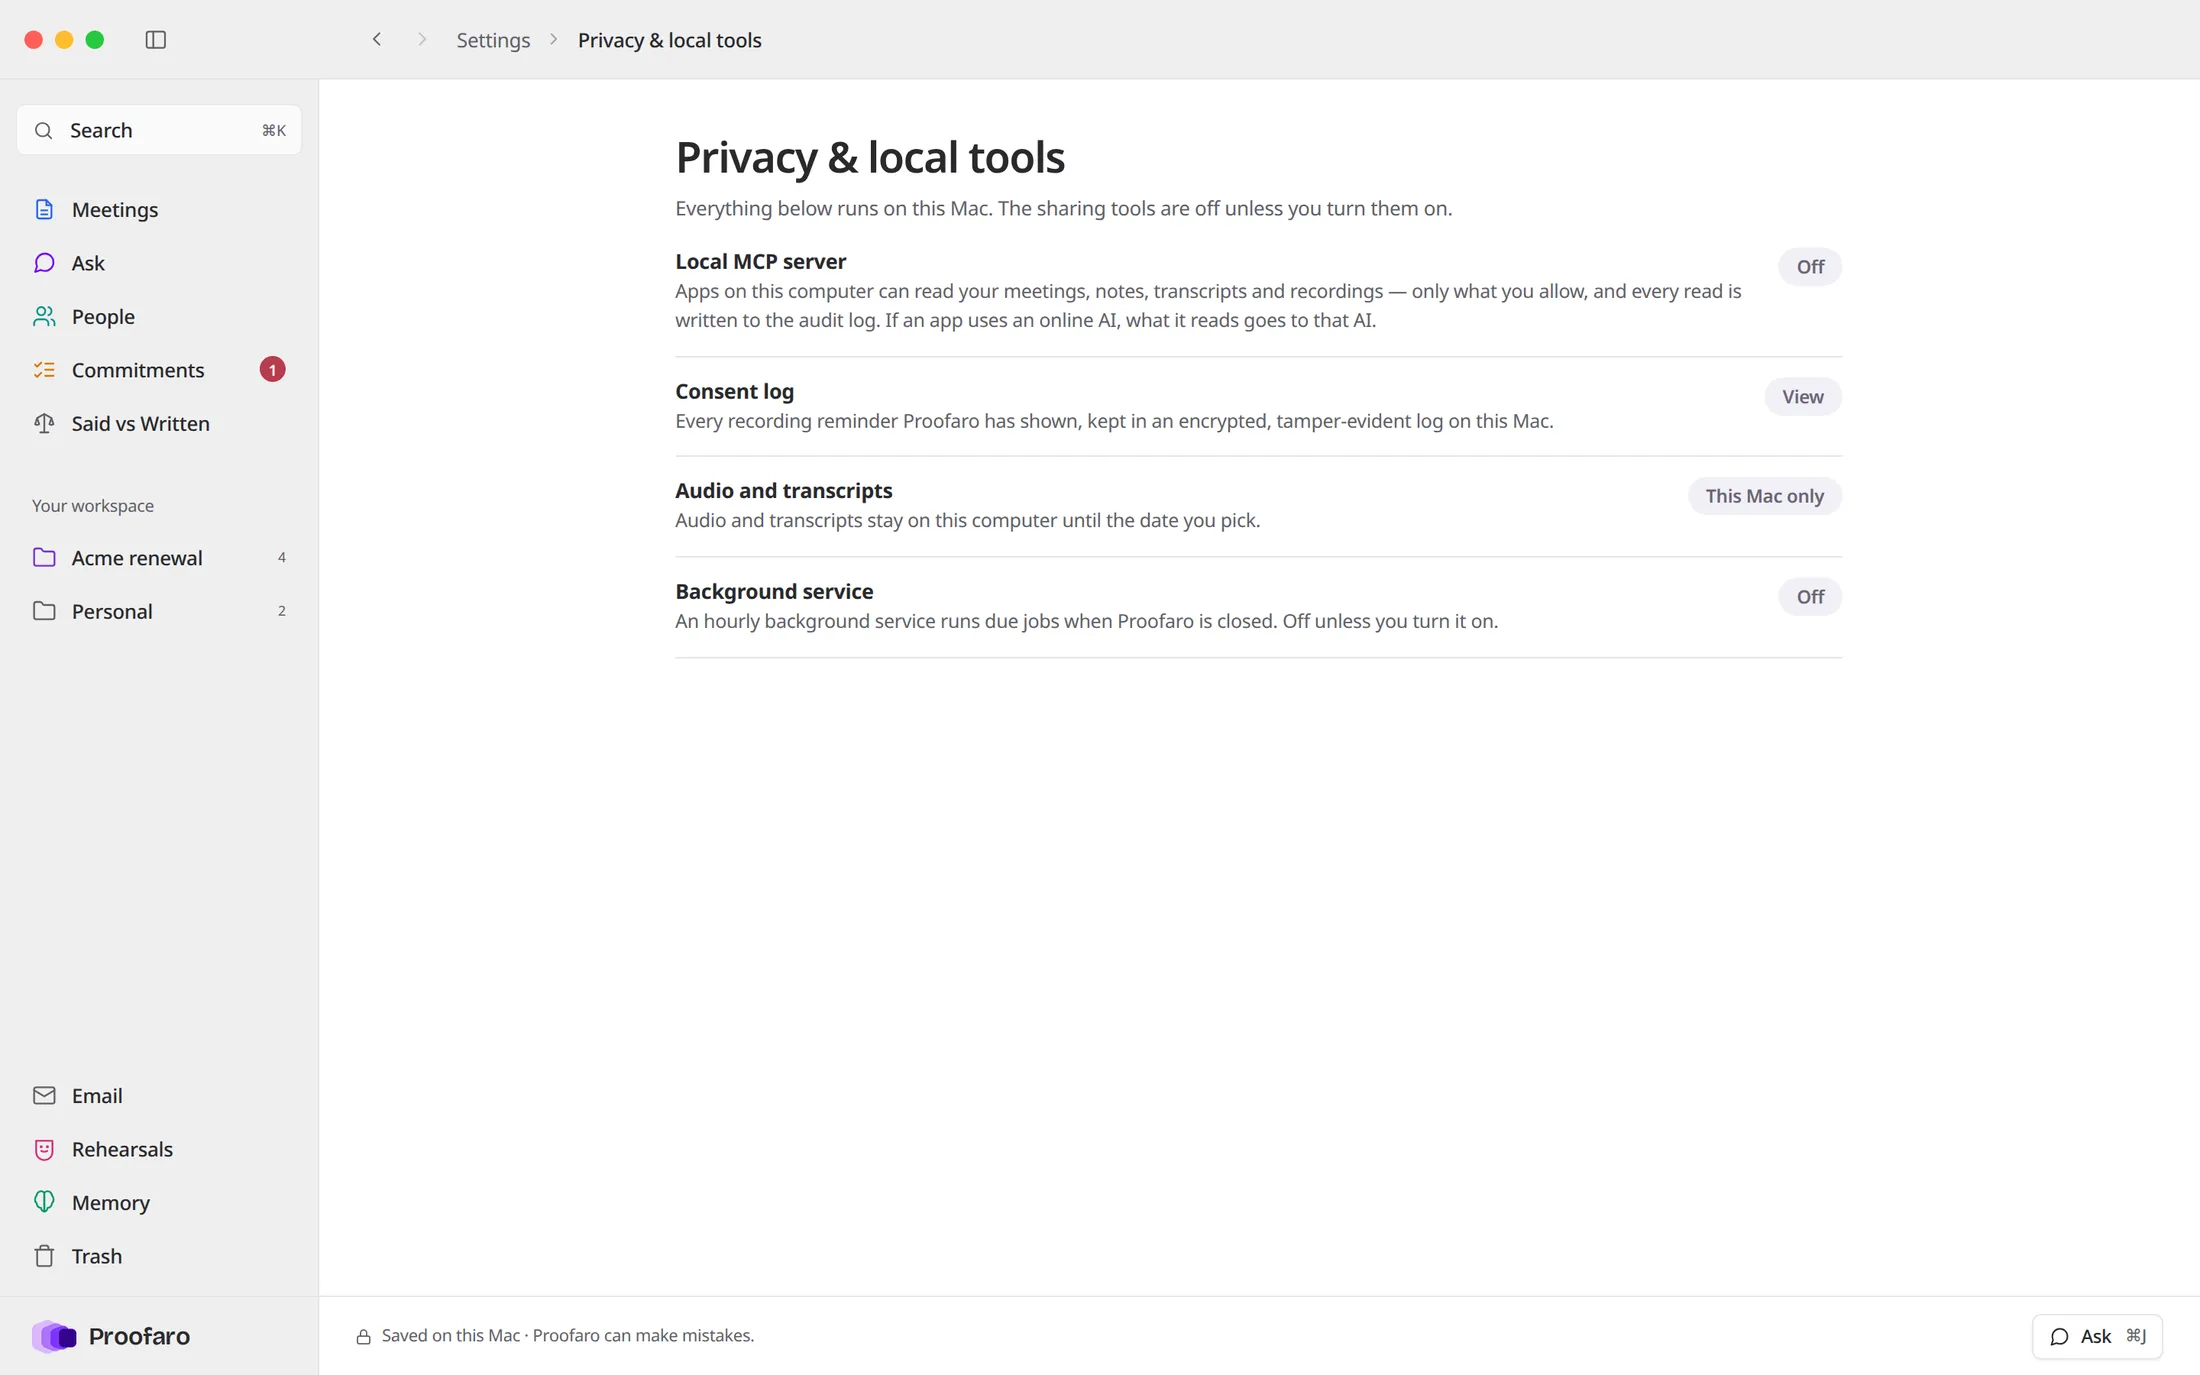 Settings > Privacy & local tools
Search ⌘K
Meetings
Ask
People
Commitments 1
Said vs Written
Your workspace
Acme renewal 4
Personal 2
Email
Rehearsals
Memory
Trash
Proofaro
Privacy & local tools
Everything below runs on this Mac. The sharing tools are off unless you turn them on.
Local MCP server
Off
Apps on this computer can read your meetings, notes, transcripts and recordings — only what you allow, and every read is
written to the audit log. If an app uses an online AI, what it reads goes to that AI.
Consent log
View
Every recording reminder Proofaro has shown, kept in an encrypted, tamper-evident log on this Mac.
Audio and transcripts
This Mac only
Audio and transcripts stay on this computer until the date you pick.
Background service
Off
An hourly background service runs due jobs when Proofaro is closed. Off unless you turn it on.
Saved on this Mac · Proofaro can make mistakes.
Ask ⌘J